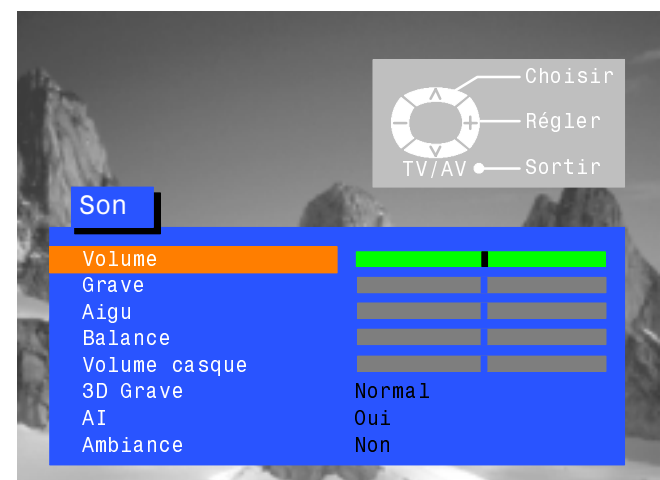 Choisir
− + Régler
TV/AV Sortir
Son
Volume
Grave
Aigu
Balance
Volume casque
3D Grave Normal
AI Oui
Ambiance Non